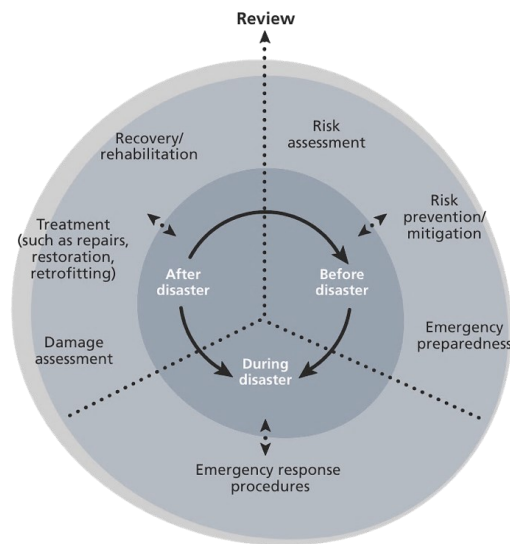 Review
Risk
assessment
Risk
prevention/
mitigation
Emergency
preparedness
Emergency response
procedures
Damage
assessment
Treatment
(such as repairs,
restoration,
retrofitting)
Recovery/
rehabilitation
Before
disaster
During
disaster
After
disaster